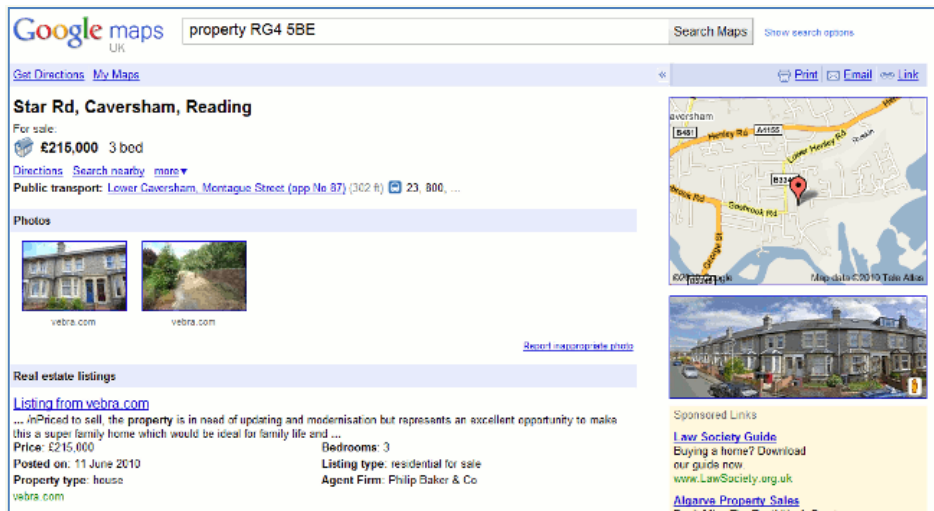 Google maps
UK
property RG4 5BE
Search Maps
Show search options
Get Directions My Maps
«
Print Email Link
Star Rd, Caversham, Reading
For sale:
£215,000 3 bed
Directions Search nearby more▼
Public transport: Lower Caversham, Montague Street (opp No 87) (302 ft) 23, 800, ...
Photos
vebra.com
vebra.com
Report inappropriate photo
Real estate listings
Listing from vebra.com
... /nPriced to sell, the property is in need of updating and modernisation but represents an excellent opportunity to make
this a super family home which would be ideal for family life and ...
Price: £215,000
Bedrooms: 3
Posted on: 11 June 2010
Listing type: residential for sale
Property type: house
Agent Firm: Philip Baker & Co
vebra.com
aversham
B481
Henley Rd
A4155
Lower Henley Rd
Gosbrook Rd
George St
©2010 Google
Map data ©2010 Tele Atlas
Sponsored Links
Law Society Guide
Buying a home? Download
our guide now.
www.LawSociety.org.uk
Algarve Property Sales